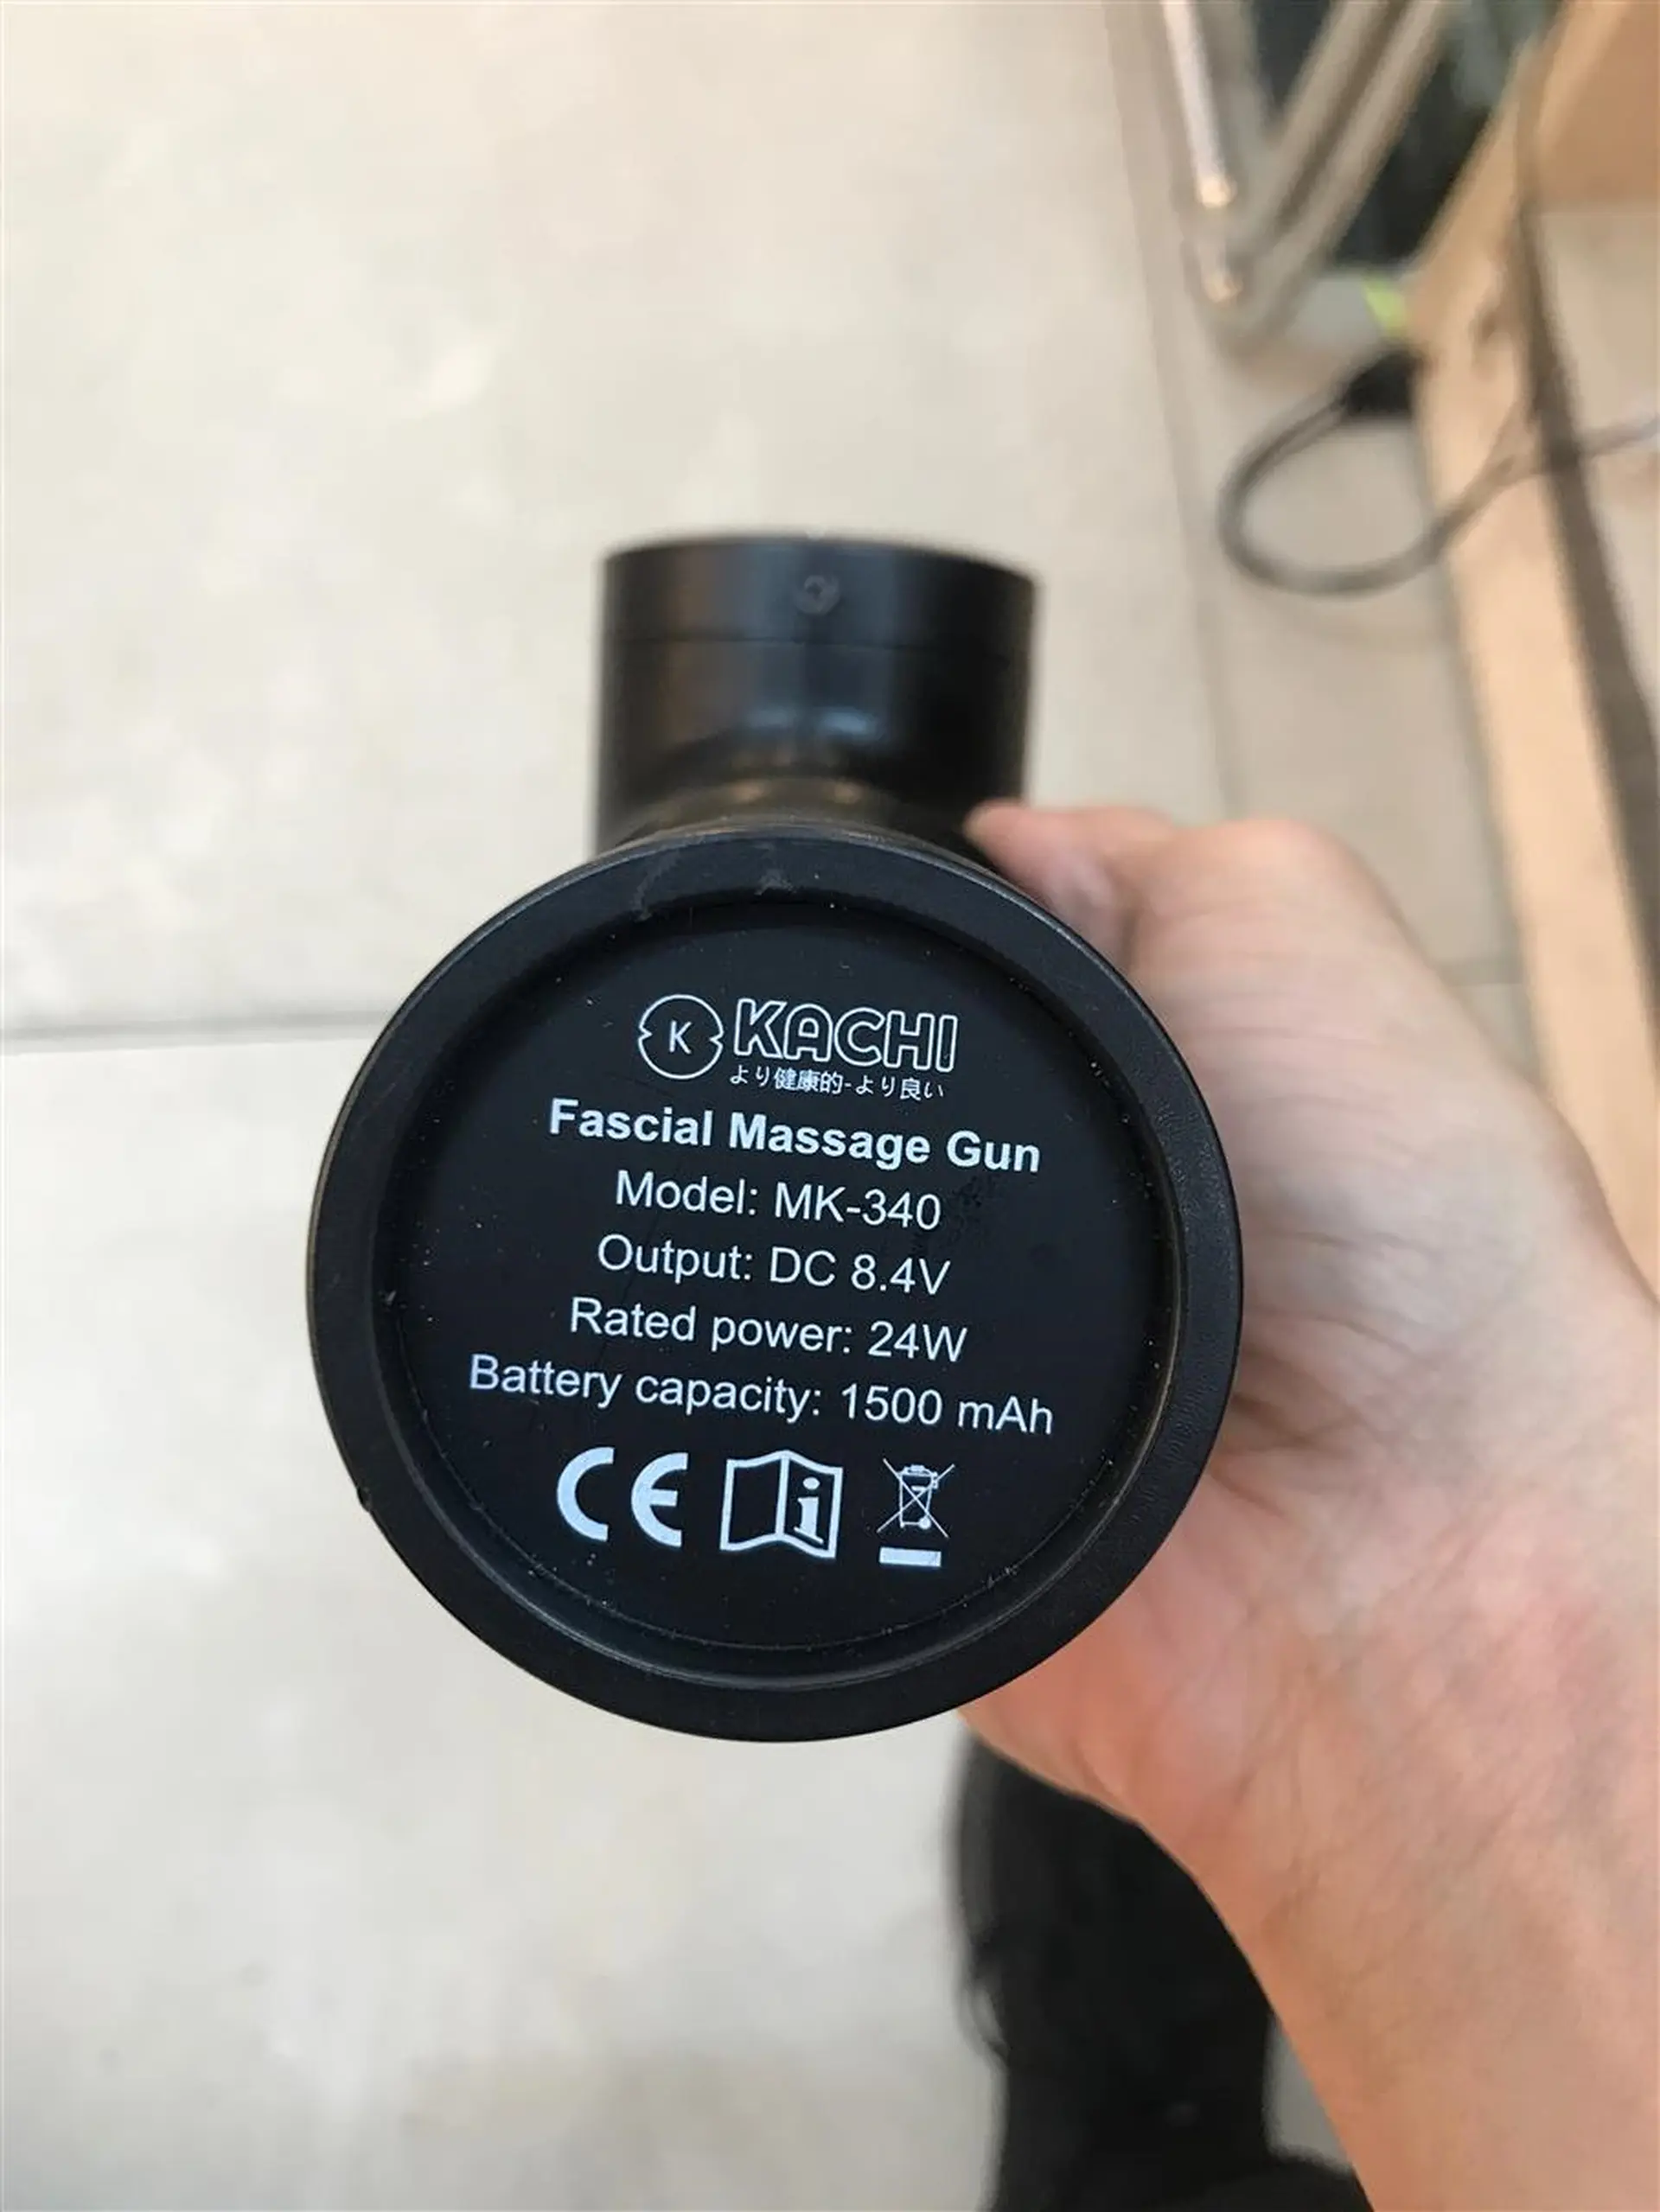 K KACHI
より健康的-より良い
Fascial Massage Gun
Model: MK-340
Output: DC 8.4V
Rated power: 24W
Battery capacity: 1500 mAh
CE i